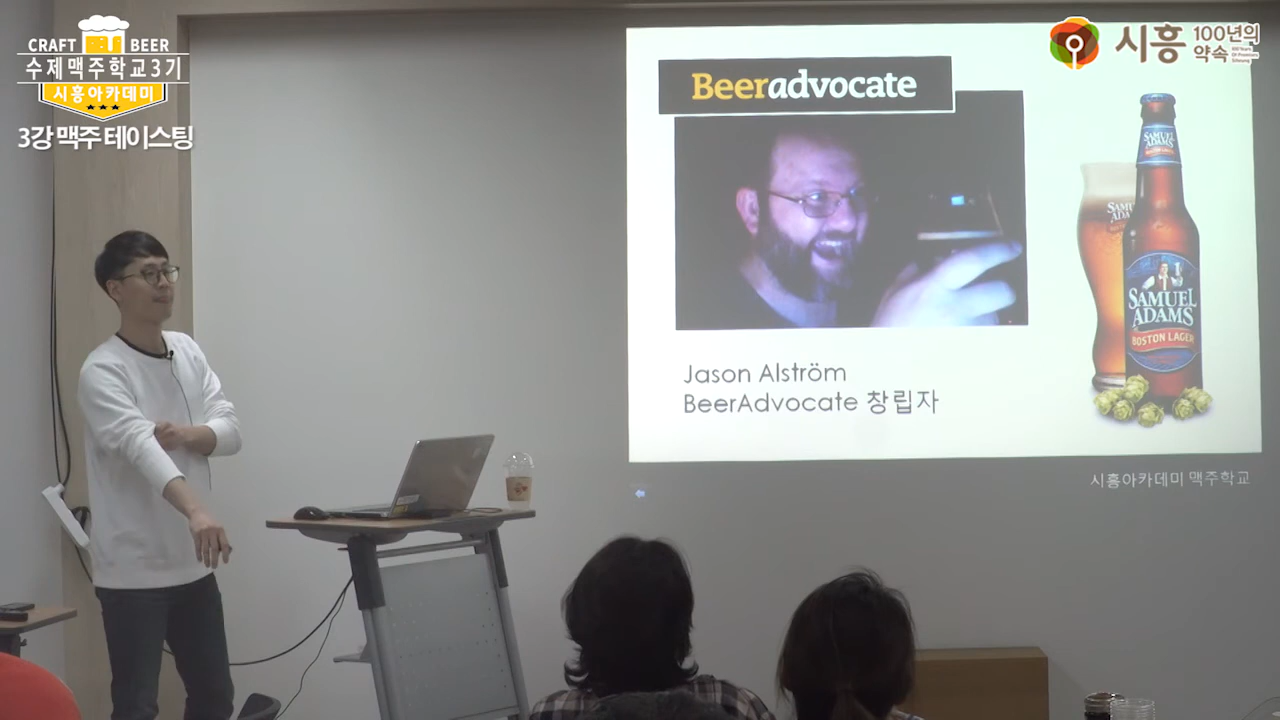 CRAFT BEER
수제맥주학교3기
시흥아카데미
3강 맥주 테이스팅
시흥 100년의 약속
Beeradvocate
SAMUEL ADAMS
SAMUEL ADAMS
BOSTON LAGER
Jason Alström
BeerAdvocate 창립자
시흥아카데미 맥주학교